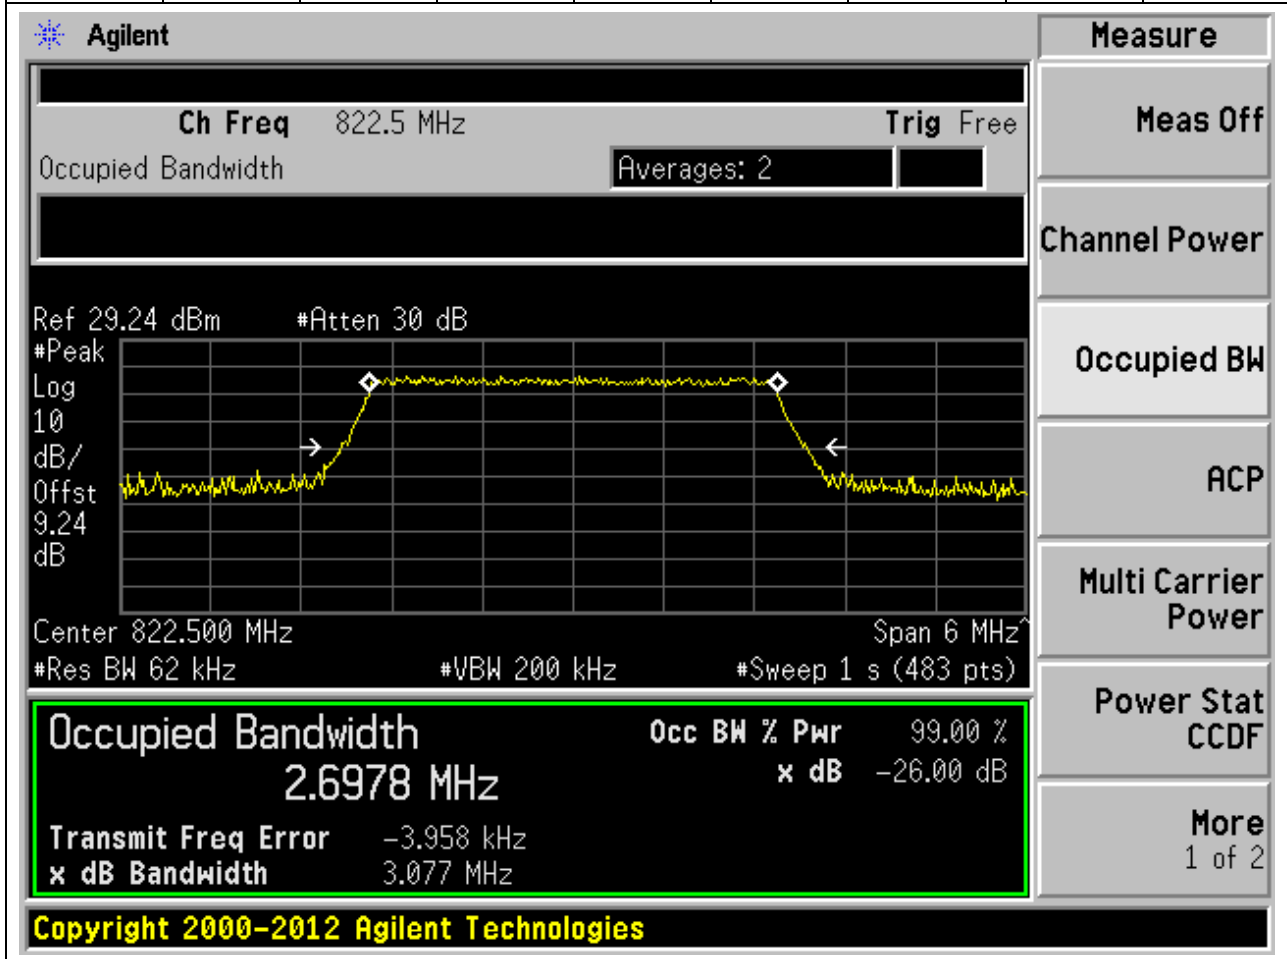 Agilent
Measure
Ch Freq 822.5 MHz Trig Free
Occupied Bandwidth Averages: 2
Meas Off
Channel Power
Ref 29.24 dBm #Atten 30 dB
#Peak
Log
10
dB/
Offst
9.24
dB
Occupied BW
ACP
Center 822.500 MHz Span 6 MHz^
#Res BW 62 kHz #VBW 200 kHz #Sweep 1 s (483 pts)
Multi Carrier
Power
Occupied Bandwidth Occ BW % Pwr 99.00 %
2.6978 MHz x dB -26.00 dB
Transmit Freq Error -3.958 kHz
x dB Bandwidth 3.077 MHz
Power Stat
CCDF
More
1 of 2
Copyright 2000-2012 Agilent Technologies